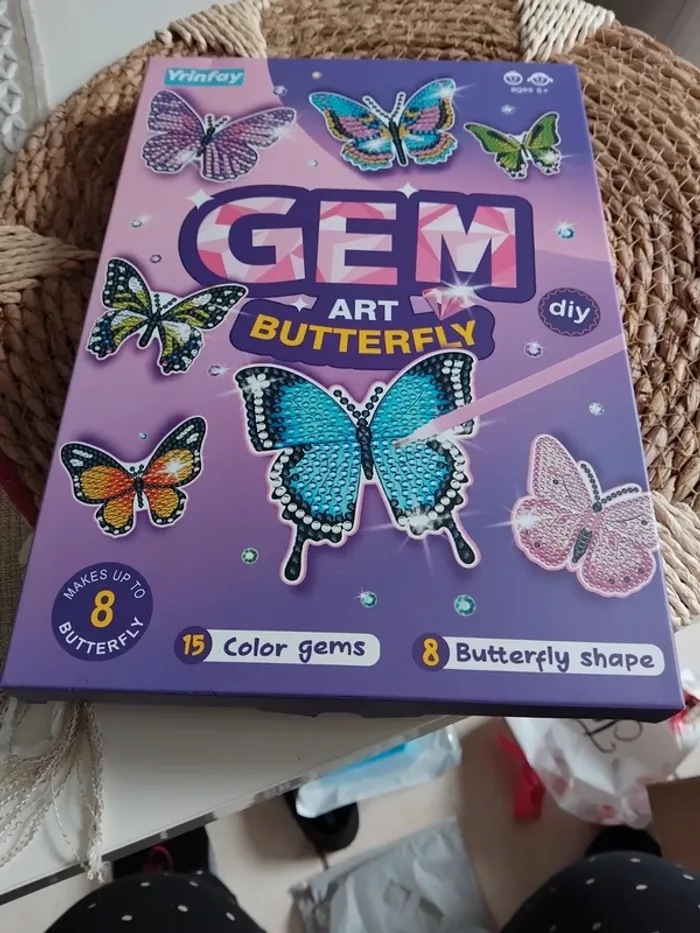 Yrinfay
ages 6+
GEM
ART
BUTTERFLY
diy
MAKES UP TO
8
BUTTERFLY
15 Color gems
8 Butterfly shape